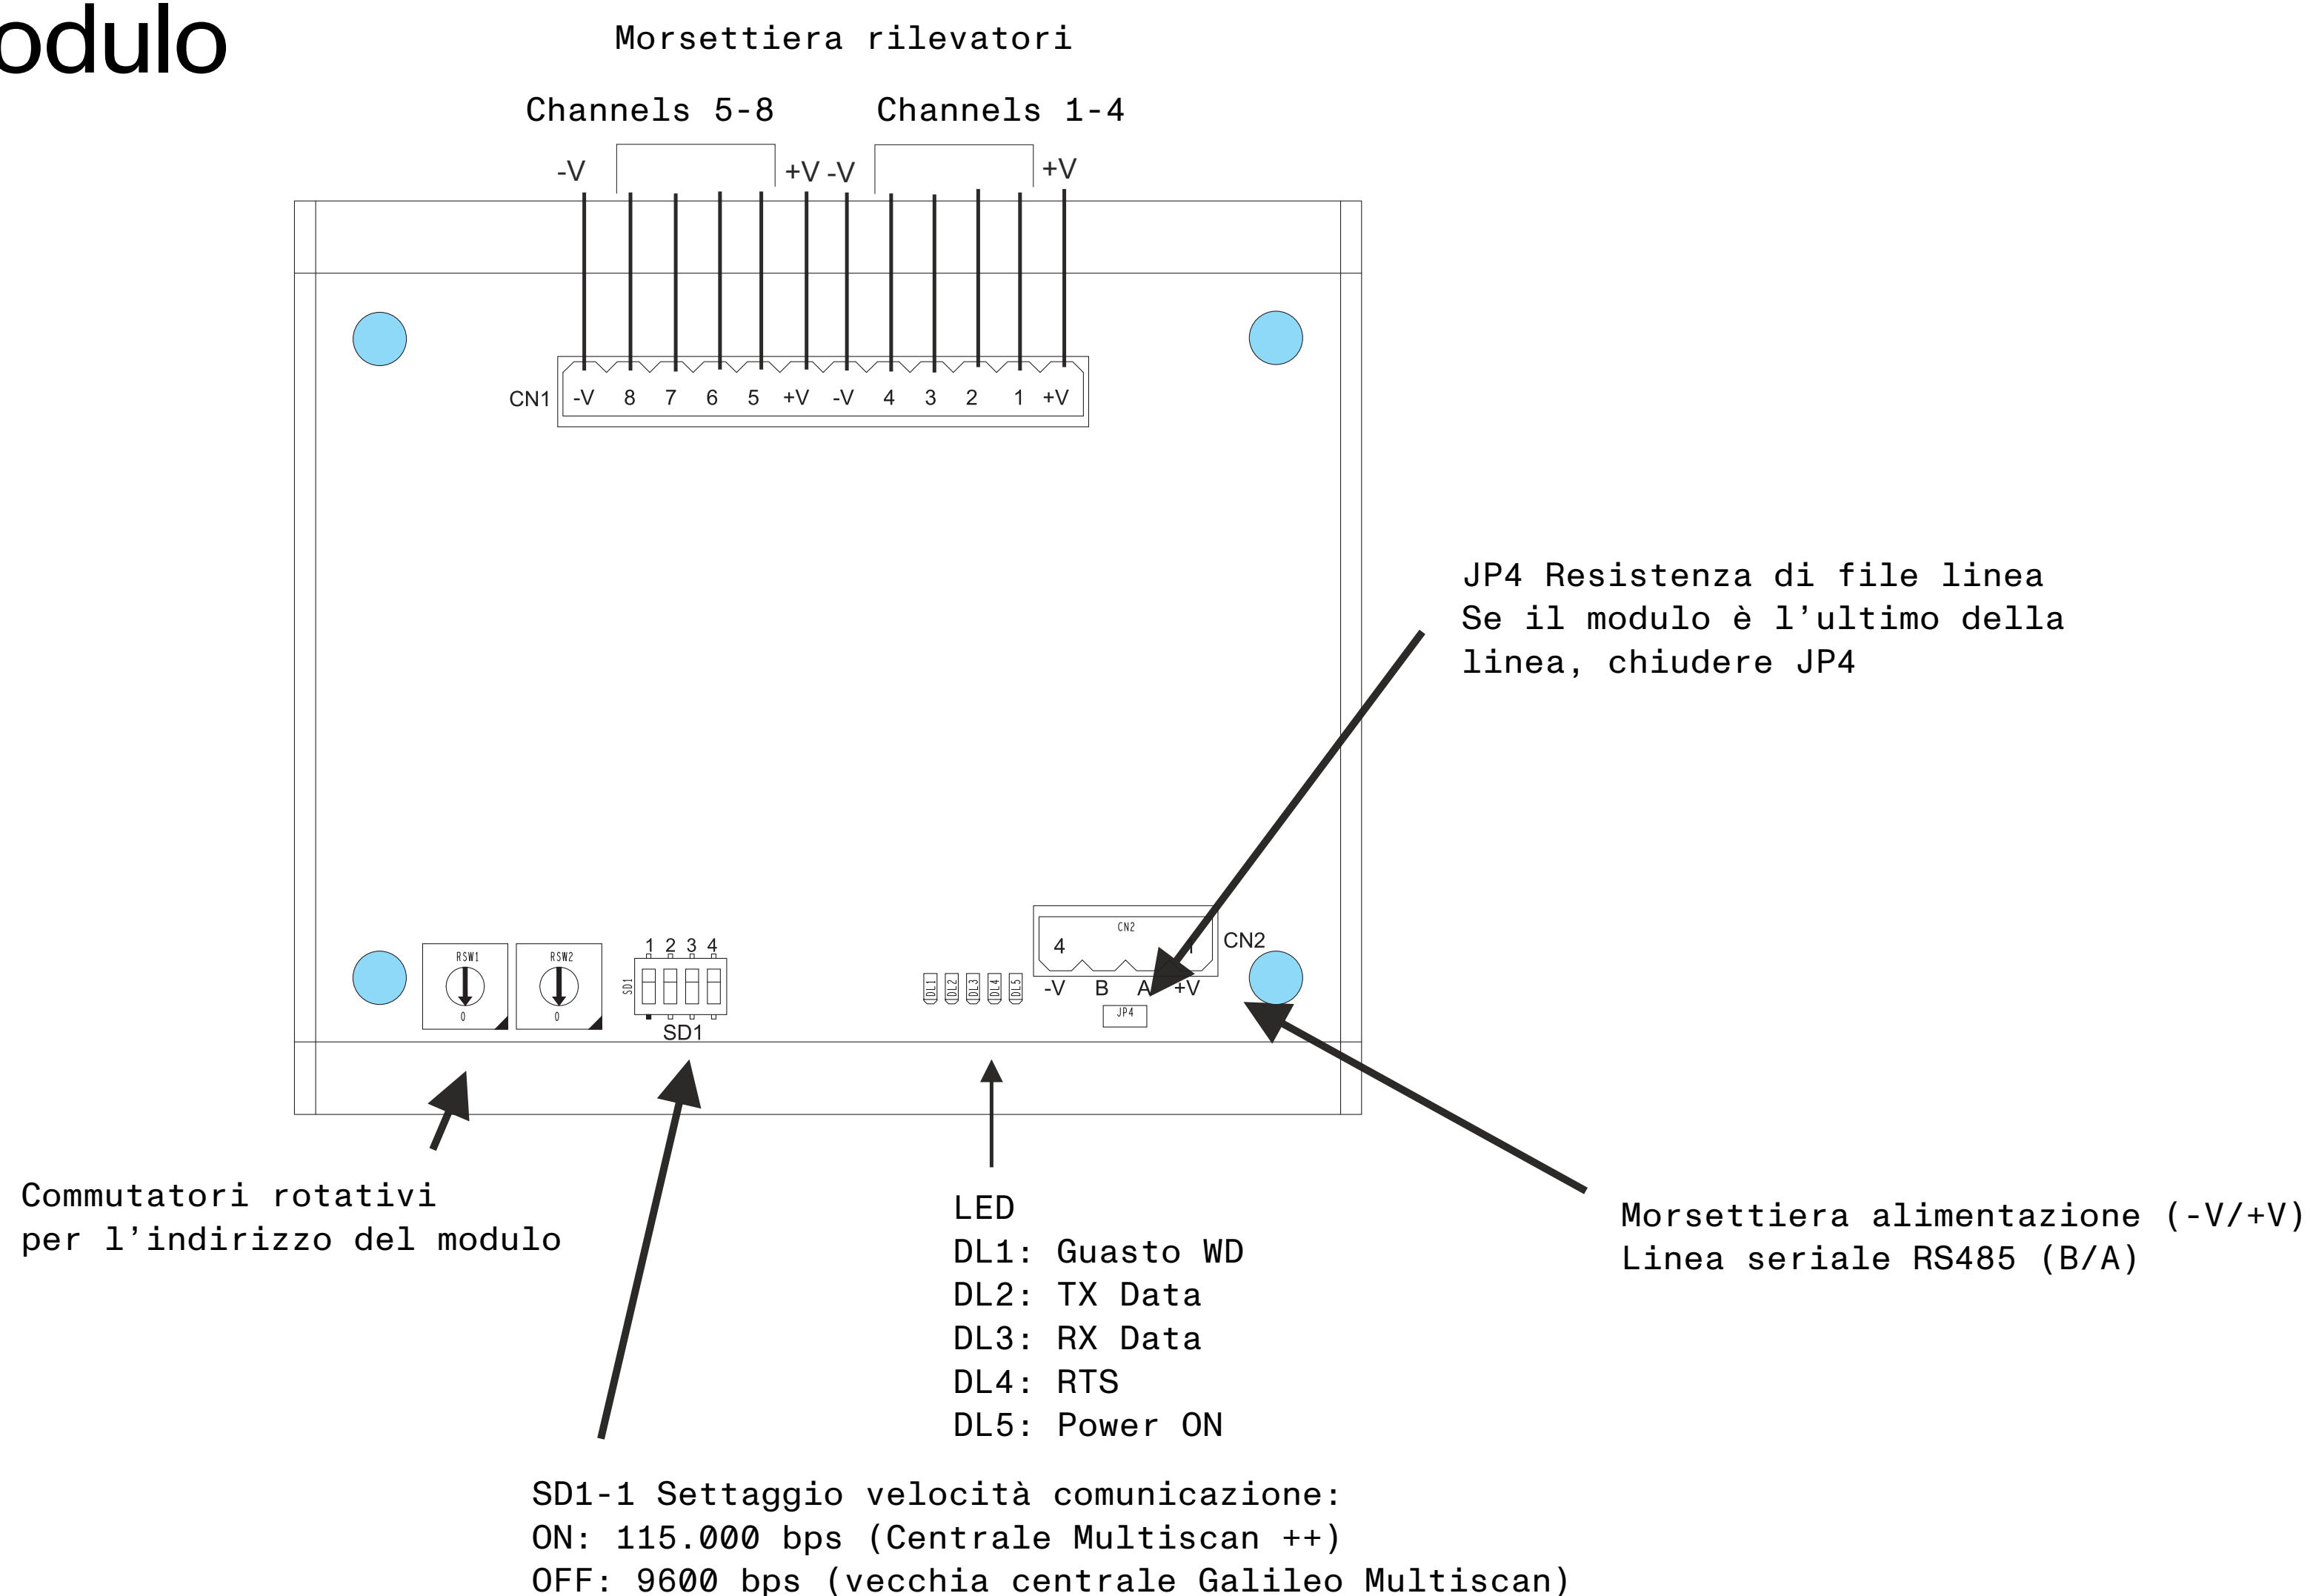 odulo
Morsettiera rilevatori
Channels 5-8 Channels 1-4
-V +V -V +V
CN1 -V 8 7 6 5 +V -V 4 3 2 1 +V
JP4 Resistenza di file linea
Se il modulo è l'ultimo della
linea, chiudere JP4
RSW1 RSW2
0 0
1 2 3 4
SD1
SD1
DL1 DL2 DL3 DL4 DL5
CN2
4 1
CN2
-V B A +V
JP4
Commutatori rotativi
per l'indirizzo del modulo
LED
DL1: Guasto WD
DL2: TX Data
DL3: RX Data
DL4: RTS
DL5: Power ON
Morsettiera alimentazione (-V/+V)
Linea seriale RS485 (B/A)
SD1-1 Settaggio velocità comunicazione:
ON: 115.000 bps (Centrale Multiscan ++)
OFF: 9600 bps (vecchia centrale Galileo Multiscan)